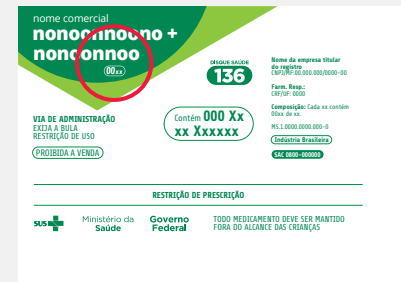 nome comercial
nonoonnoono +
nonoonnoo
00xx
DISQUE SAÚDE
136
Nome da empresa titular
do registro
CNPJ/MF:00.000.000/0000-00
Farm. Resp.:
CRF/UF: 0000
Composição: Cada xx contém
00xx de xx.
MS.1.0000.0000.000-0
Indústria Brasileira
SAC 0800-000000
VIA DE ADMINISTRAÇÃO
EXIJA A BULA
RESTRIÇÃO DE USO
PROIBIDA A VENDA
Contém 000 Xx
xx Xxxxxx
RESTRIÇÃO DE PRESCRIÇÃO
SUS
Ministério da
Saúde
Governo
Federal
TODO MEDICAMENTO DEVE SER MANTIDO
FORA DO ALCANCE DAS CRIANÇAS